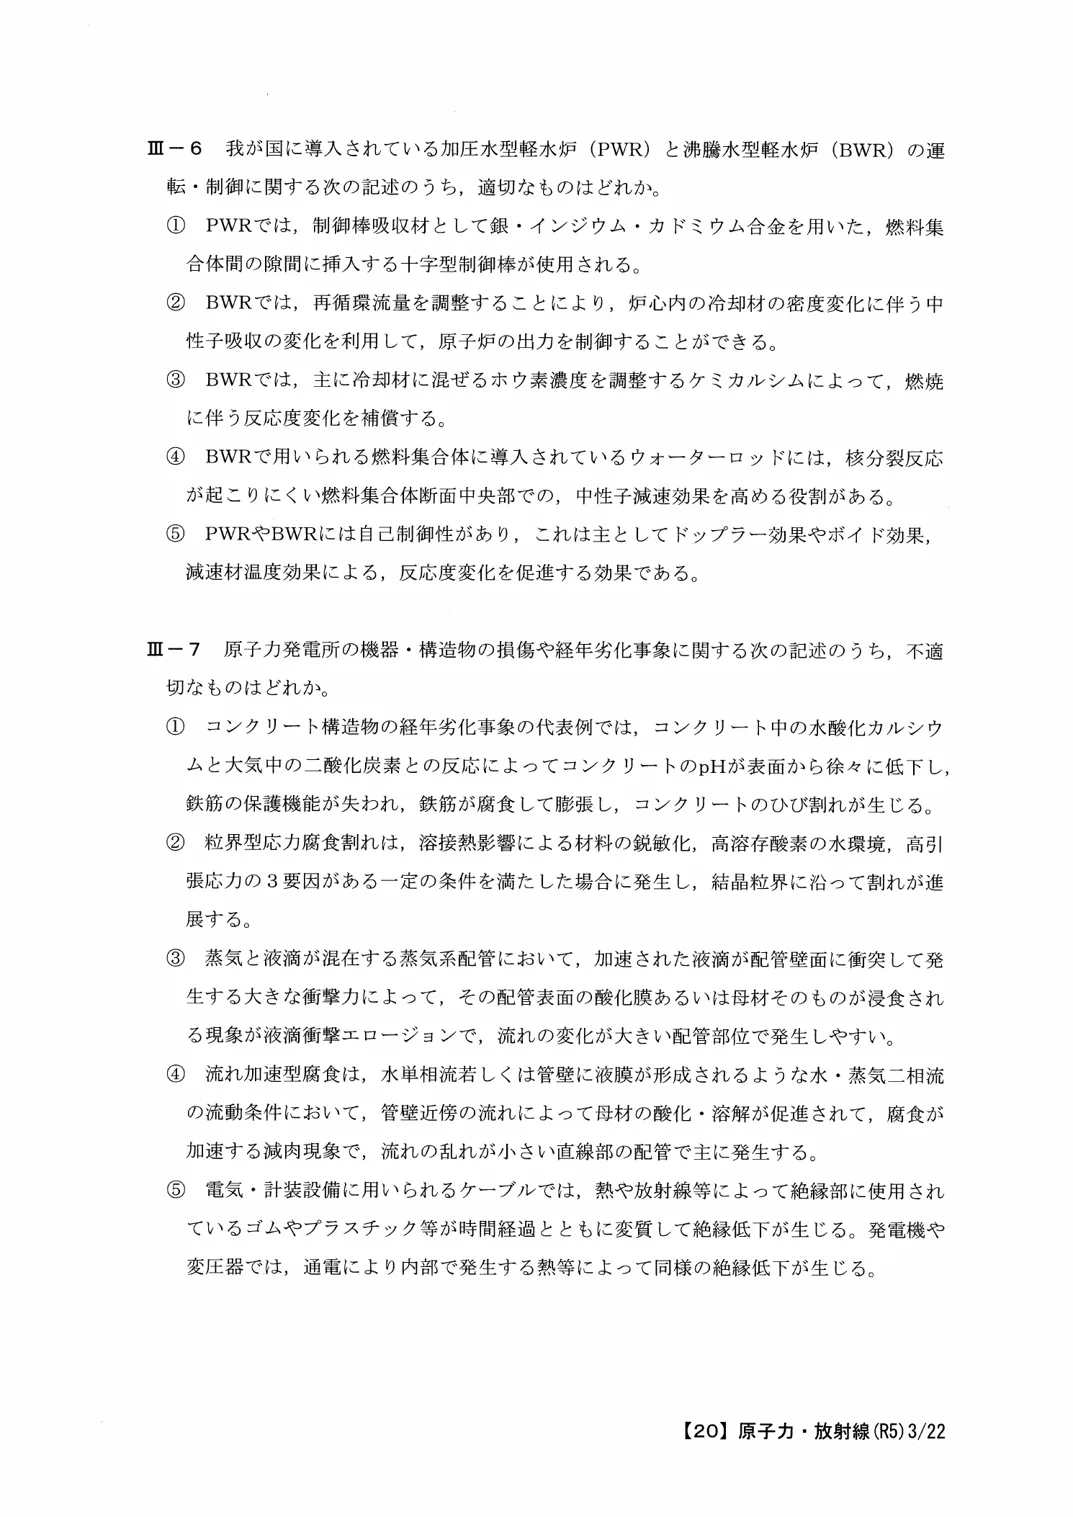 Ⅲ－6　我が国に導入されている加圧水型軽水炉（PWR）と沸騰水型軽水炉（BWR）の運
転・制御に関する次の記述のうち，適切なものはどれか。
①　PWRでは，制御棒吸収材として銀・インジウム・カドミウム合金を用いた，燃料集
合体間の隙間に挿入する十字型制御棒が使用される。
②　BWRでは，再循環流量を調整することにより，炉心内の冷却材の密度変化に伴う中
性子吸収の変化を利用して，原子炉の出力を制御することができる。
③　BWRでは，主に冷却材に混ぜるホウ素濃度を調整するケミカルシムによって，燃焼
に伴う反応度変化を補償する。
④　BWRで用いられる燃料集合体に導入されているウォーターロッドには，核分裂反応
が起こりにくい燃料集合体断面中央部での，中性子減速効果を高める役割がある。
⑤　PWRやBWRには自己制御性があり，これは主としてドップラー効果やボイド効果，
減速材温度効果による，反応度変化を促進する効果である。
Ⅲ－7　原子力発電所の機器・構造物の損傷や経年劣化事象に関する次の記述のうち，不適
切なものはどれか。
①　コンクリート構造物の経年劣化事象の代表例では，コンクリート中の水酸化カルシウ
ムと大気中の二酸化炭素との反応によってコンクリートのpHが表面から徐々に低下し，
鉄筋の保護機能が失われ，鉄筋が腐食して膨張し，コンクリートのひび割れが生じる。
②　粒界型応力腐食割れは，溶接熱影響による材料の鋭敏化，高溶存酸素の水環境，高引
張応力の３要因がある一定の条件を満たした場合に発生し，結晶粒界に沿って割れが進
展する。
③　蒸気と液滴が混在する蒸気系配管において，加速された液滴が配管壁面に衝突して発
生する大きな衝撃力によって，その配管表面の酸化膜あるいは母材そのものが浸食され
る現象が液滴衝撃エロージョンで，流れの変化が大きい配管部位で発生しやすい。
④　流れ加速型腐食は，水単相流若しくは管壁に液膜が形成されるような水・蒸気二相流
の流動条件において，管壁近傍の流れによって母材の酸化・溶解が促進されて，腐食が
加速する減肉現象で，流れの乱れが小さい直線部の配管で主に発生する。
⑤　電気・計装設備に用いられるケーブルでは，熱や放射線等によって絶縁部に使用され
ているゴムやプラスチック等が時間経過とともに変質して絶縁低下が生じる。発電機や
変圧器では，通電により内部で発生する熱等によって同様の絶縁低下が生じる。
【20】原子力・放射線(R5)3/22